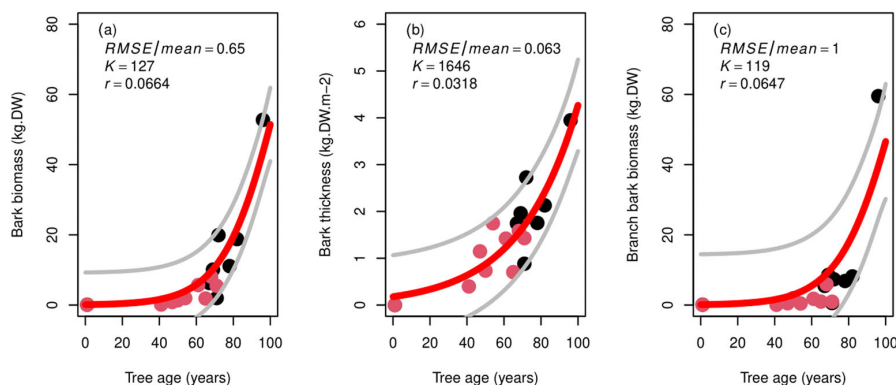 (a)
RMSE/mean=0.65
K=127
r=0.0664
Bark biomass (kg.DW)
80
60
40
20
0
0 20 40 60 80 100
Tree age (years)
(b)
RMSE/mean=0.063
K=1646
r=0.0318
Bark thickness (kg.DW.m−2)
6
5
4
3
2
1
0
0 20 40 60 80 100
Tree age (years)
(c)
RMSE/mean=1
K=119
r=0.0647
Branch bark biomass (kg.DW)
80
60
40
20
0
0 20 40 60 80 100
Tree age (years)